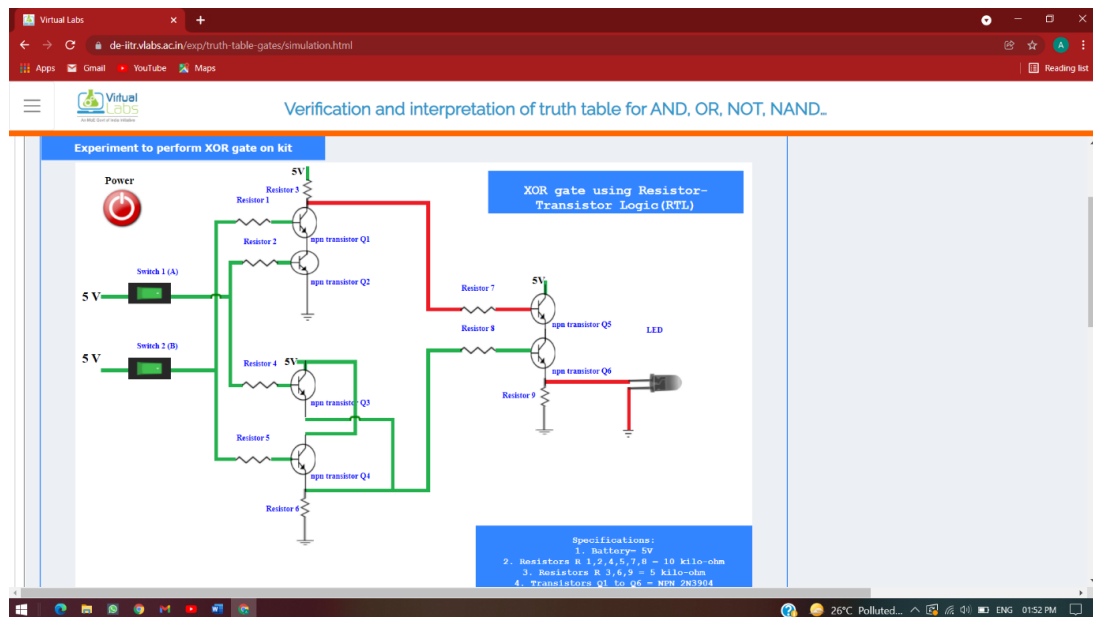 Virtual Labs
de-iitr.vlabs.ac.in/exp/truth-table-gates/simulation.html
Apps
Gmail
YouTube
Maps
Reading list
Virtual
Labs
Verification and interpretation of truth table for AND, OR, NOT, NAND...
Experiment to perform XOR gate on kit
Power
5V
Resistor 3
Resistor 1
XOR gate using Resistor-
Transistor Logic(RTL)
Resistor 2
npn transistor Q1
Switch 1 (A)
npn transistor Q2
5 V
Resistor 7
5V
Resistor 8
npn transistor Q5
LED
Switch 2 (B)
5 V
Resistor 4
5V
npn transistor Q6
Resistor 9
npn transistor Q3
Resistor 5
npn transistor Q4
Resistor 6
Specifications:
1. Battery- 5V
2. Resistors R 1,2,4,5,7,8 - 10 kilo-ohm
3. Resistors R 3,6,9 - 5 kilo-ohm
4. Transistors Q1 to Q6 - NPN 2N3904
26°C Polluted...
ENG
01:52 PM